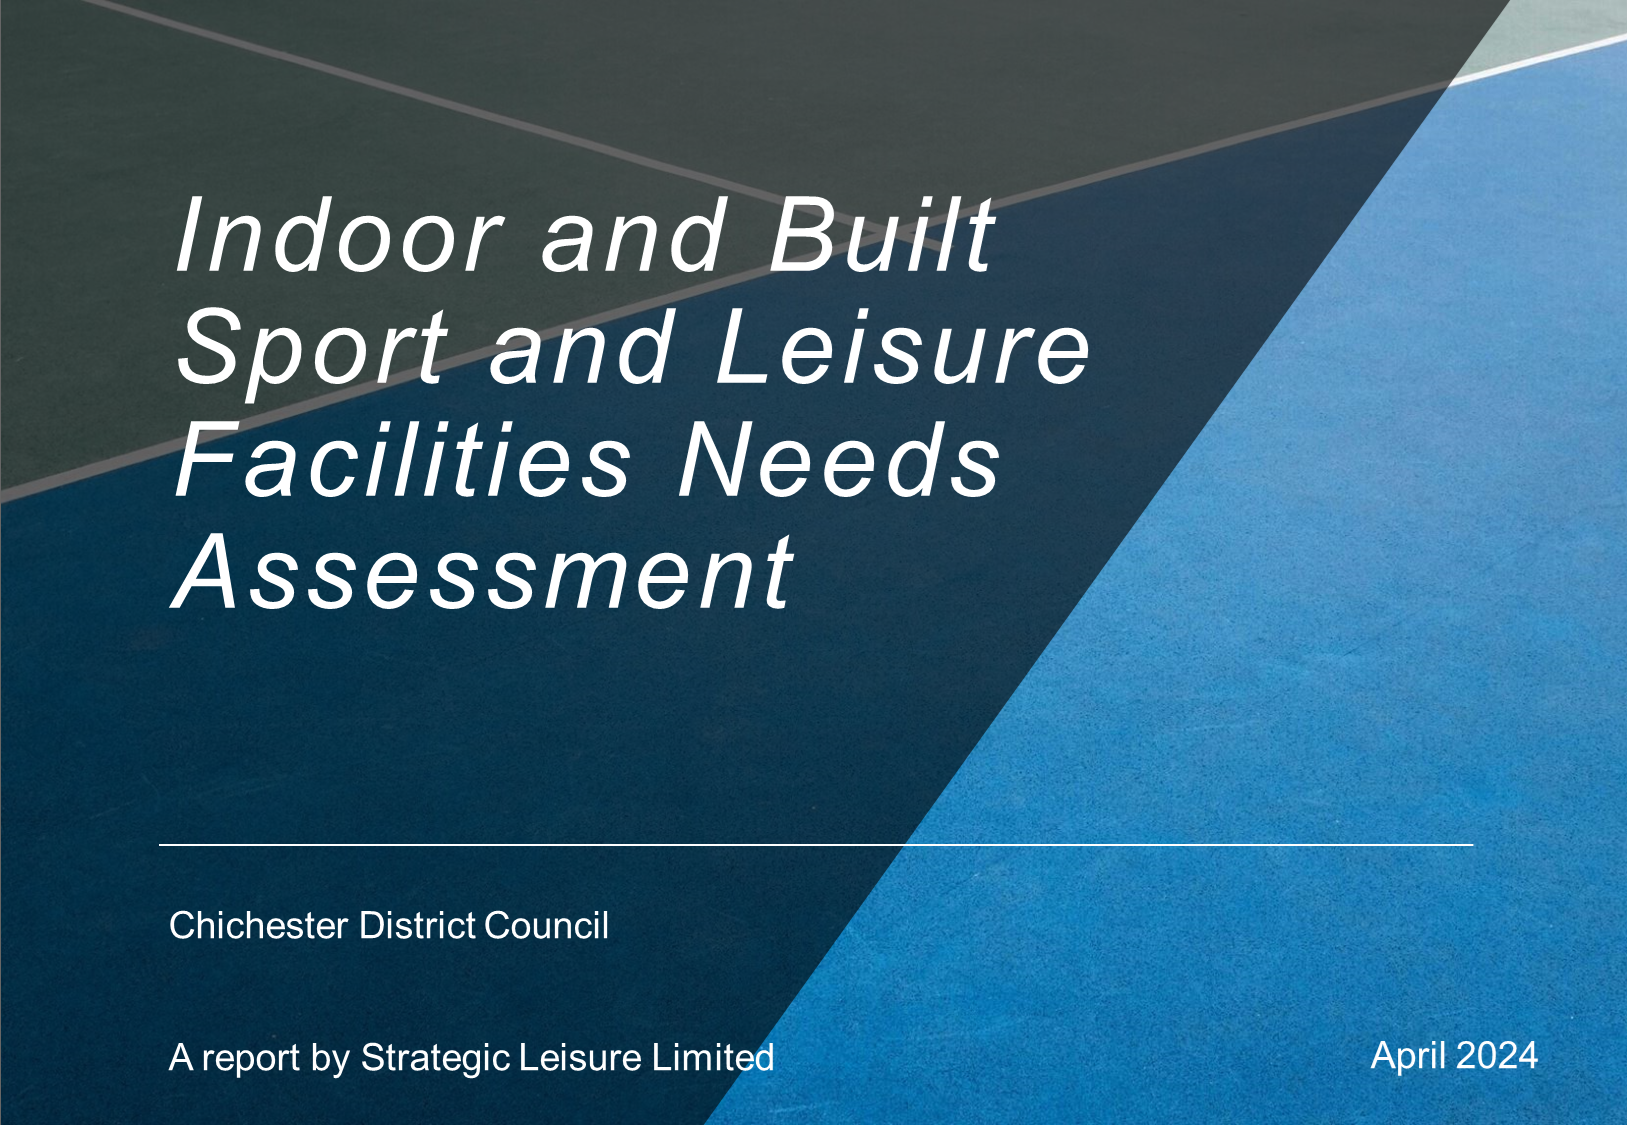 Indoor and Built
Sport and Leisure
Facilities Needs
Assessment
Chichester District Council
A report by Strategic Leisure Limited
April 2024